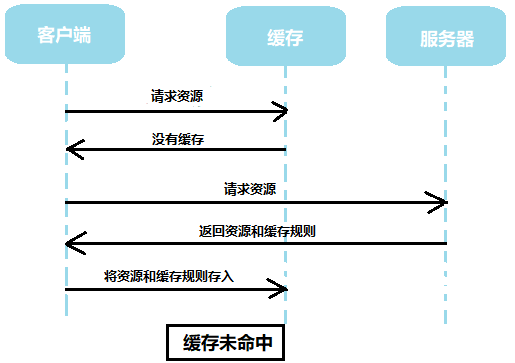 客户端
缓存
服务器
请求资源
没有缓存
请求资源
返回资源和缓存规则
将资源和缓存规则存入
缓存未命中